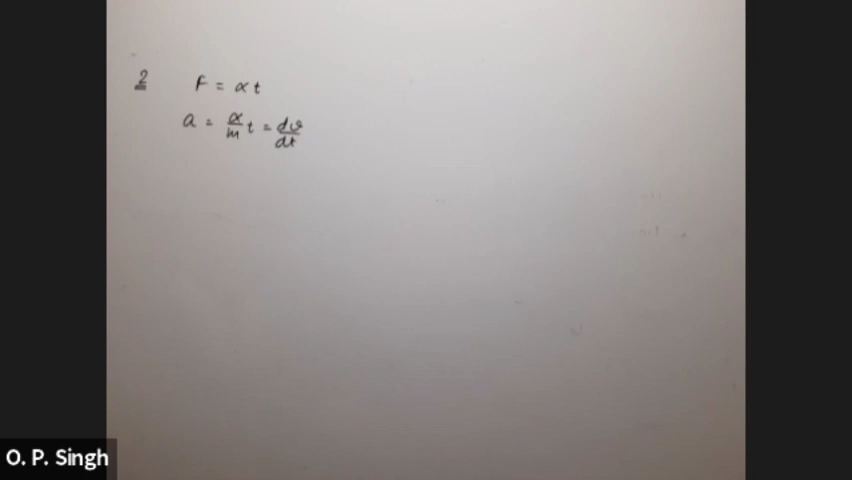 2 F = αt
a = α/m t = dv/dt
O. P. Singh